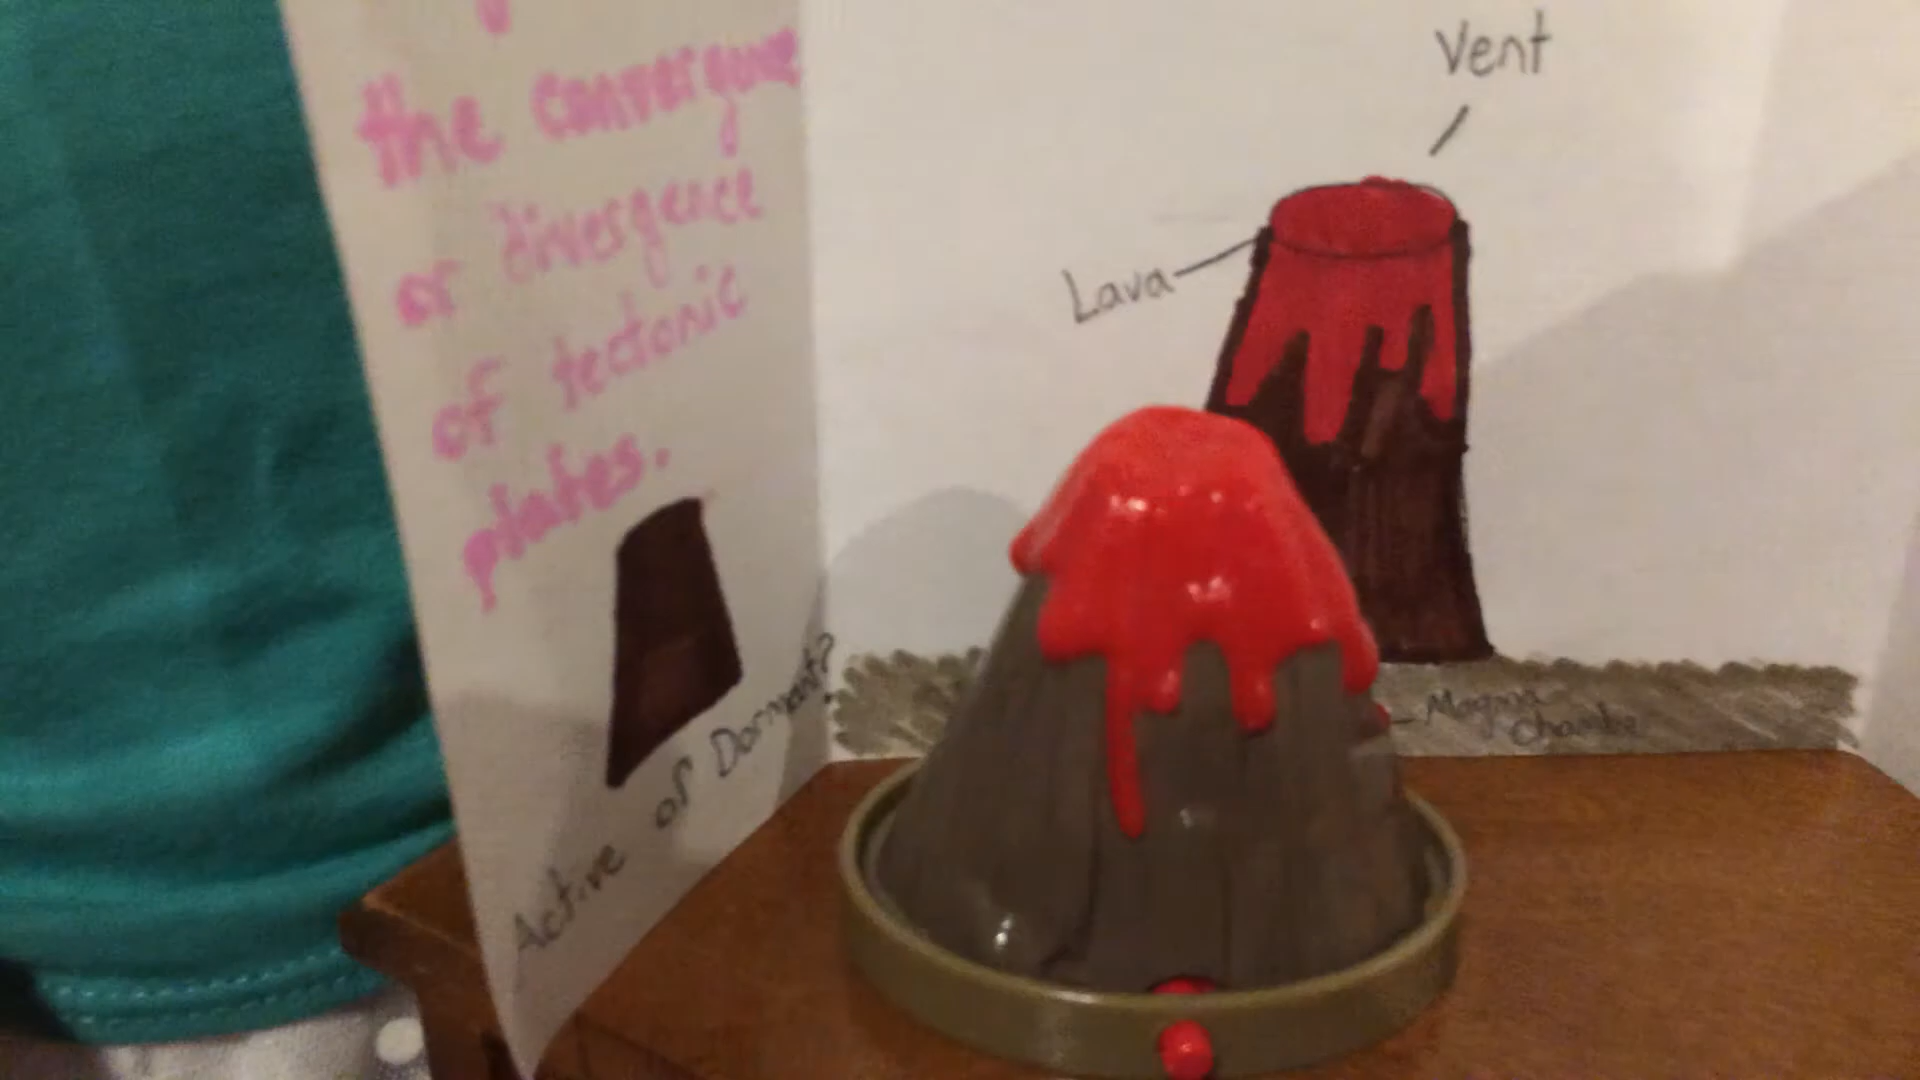 the convergence
or divergence
of tectonic
plates.
Active or Dormant?
Vent
Lava
Magma
Chamber